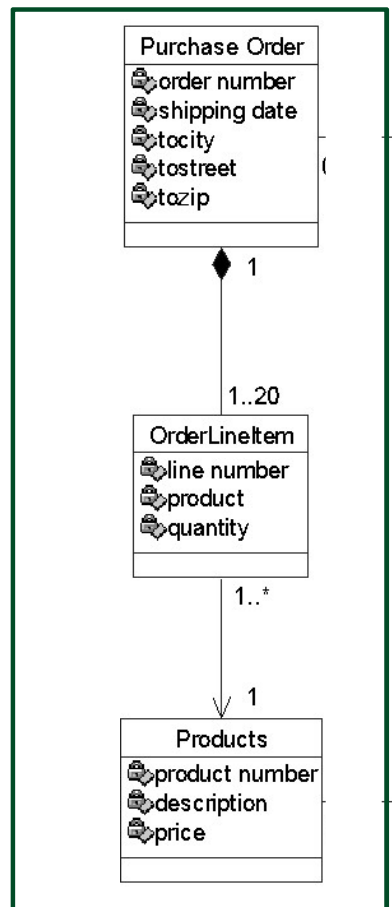 Purchase Order
order number
shipping date
tocity
tostreet
tozip
1
1..20
OrderLineItem
line number
product
quantity
1..*
1
Products
product number
description
price